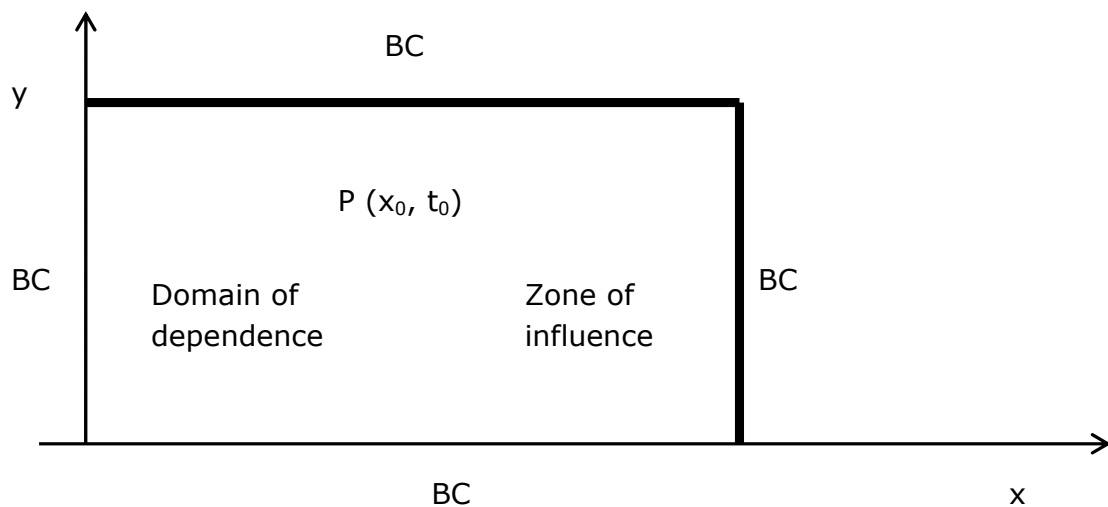 BC
y
P (x₀, t₀)
BC
Domain of
dependence
Zone of
influence
BC
BC
x